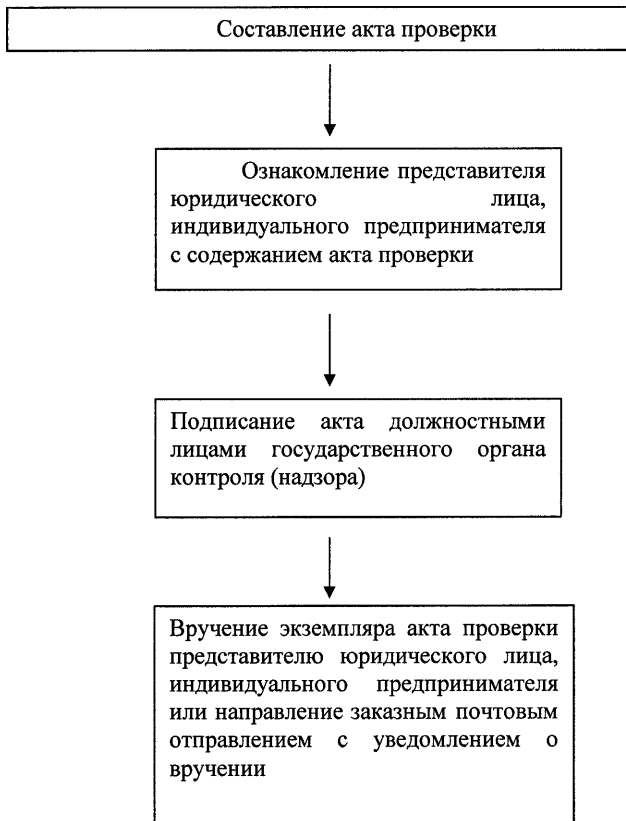 Составление акта проверки
Ознакомление представителя
юридического лица,
индивидуального предпринимателя
с содержанием акта проверки
Подписание акта должностными
лицами государственного органа
контроля (надзора)
Вручение экземпляра акта проверки
представителю юридического лица,
индивидуального предпринимателя
или направление заказным почтовым
отправлением с уведомлением о
вручении